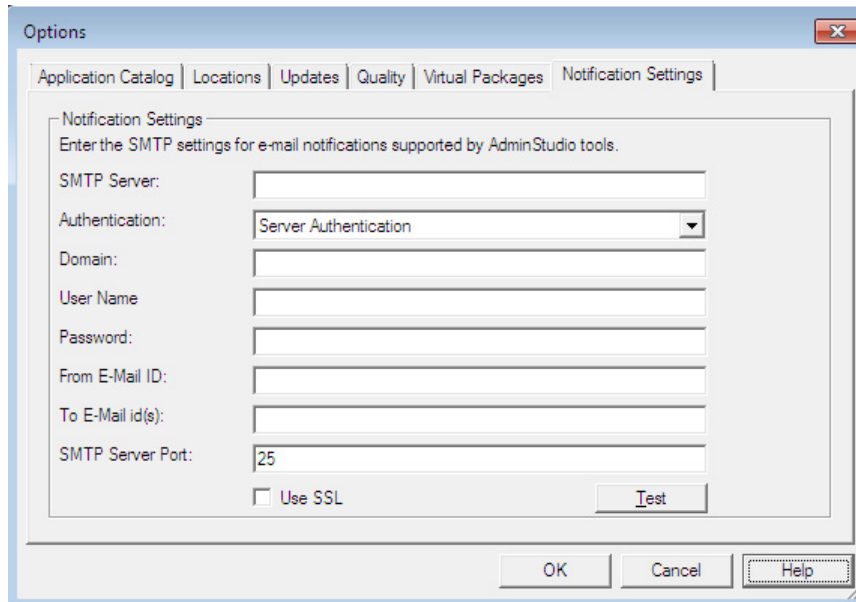 Options
Application Catalog
Locations
Updates
Quality
Virtual Packages
Notification Settings
Notification Settings
Enter the SMTP settings for e-mail notifications supported by AdminStudio tools.
SMTP Server:
Authentication: Server Authentication
Domain:
User Name
Password:
From E-Mail ID:
To E-Mail id(s):
SMTP Server Port: 25
Use SSL
Test
OK
Cancel
Help